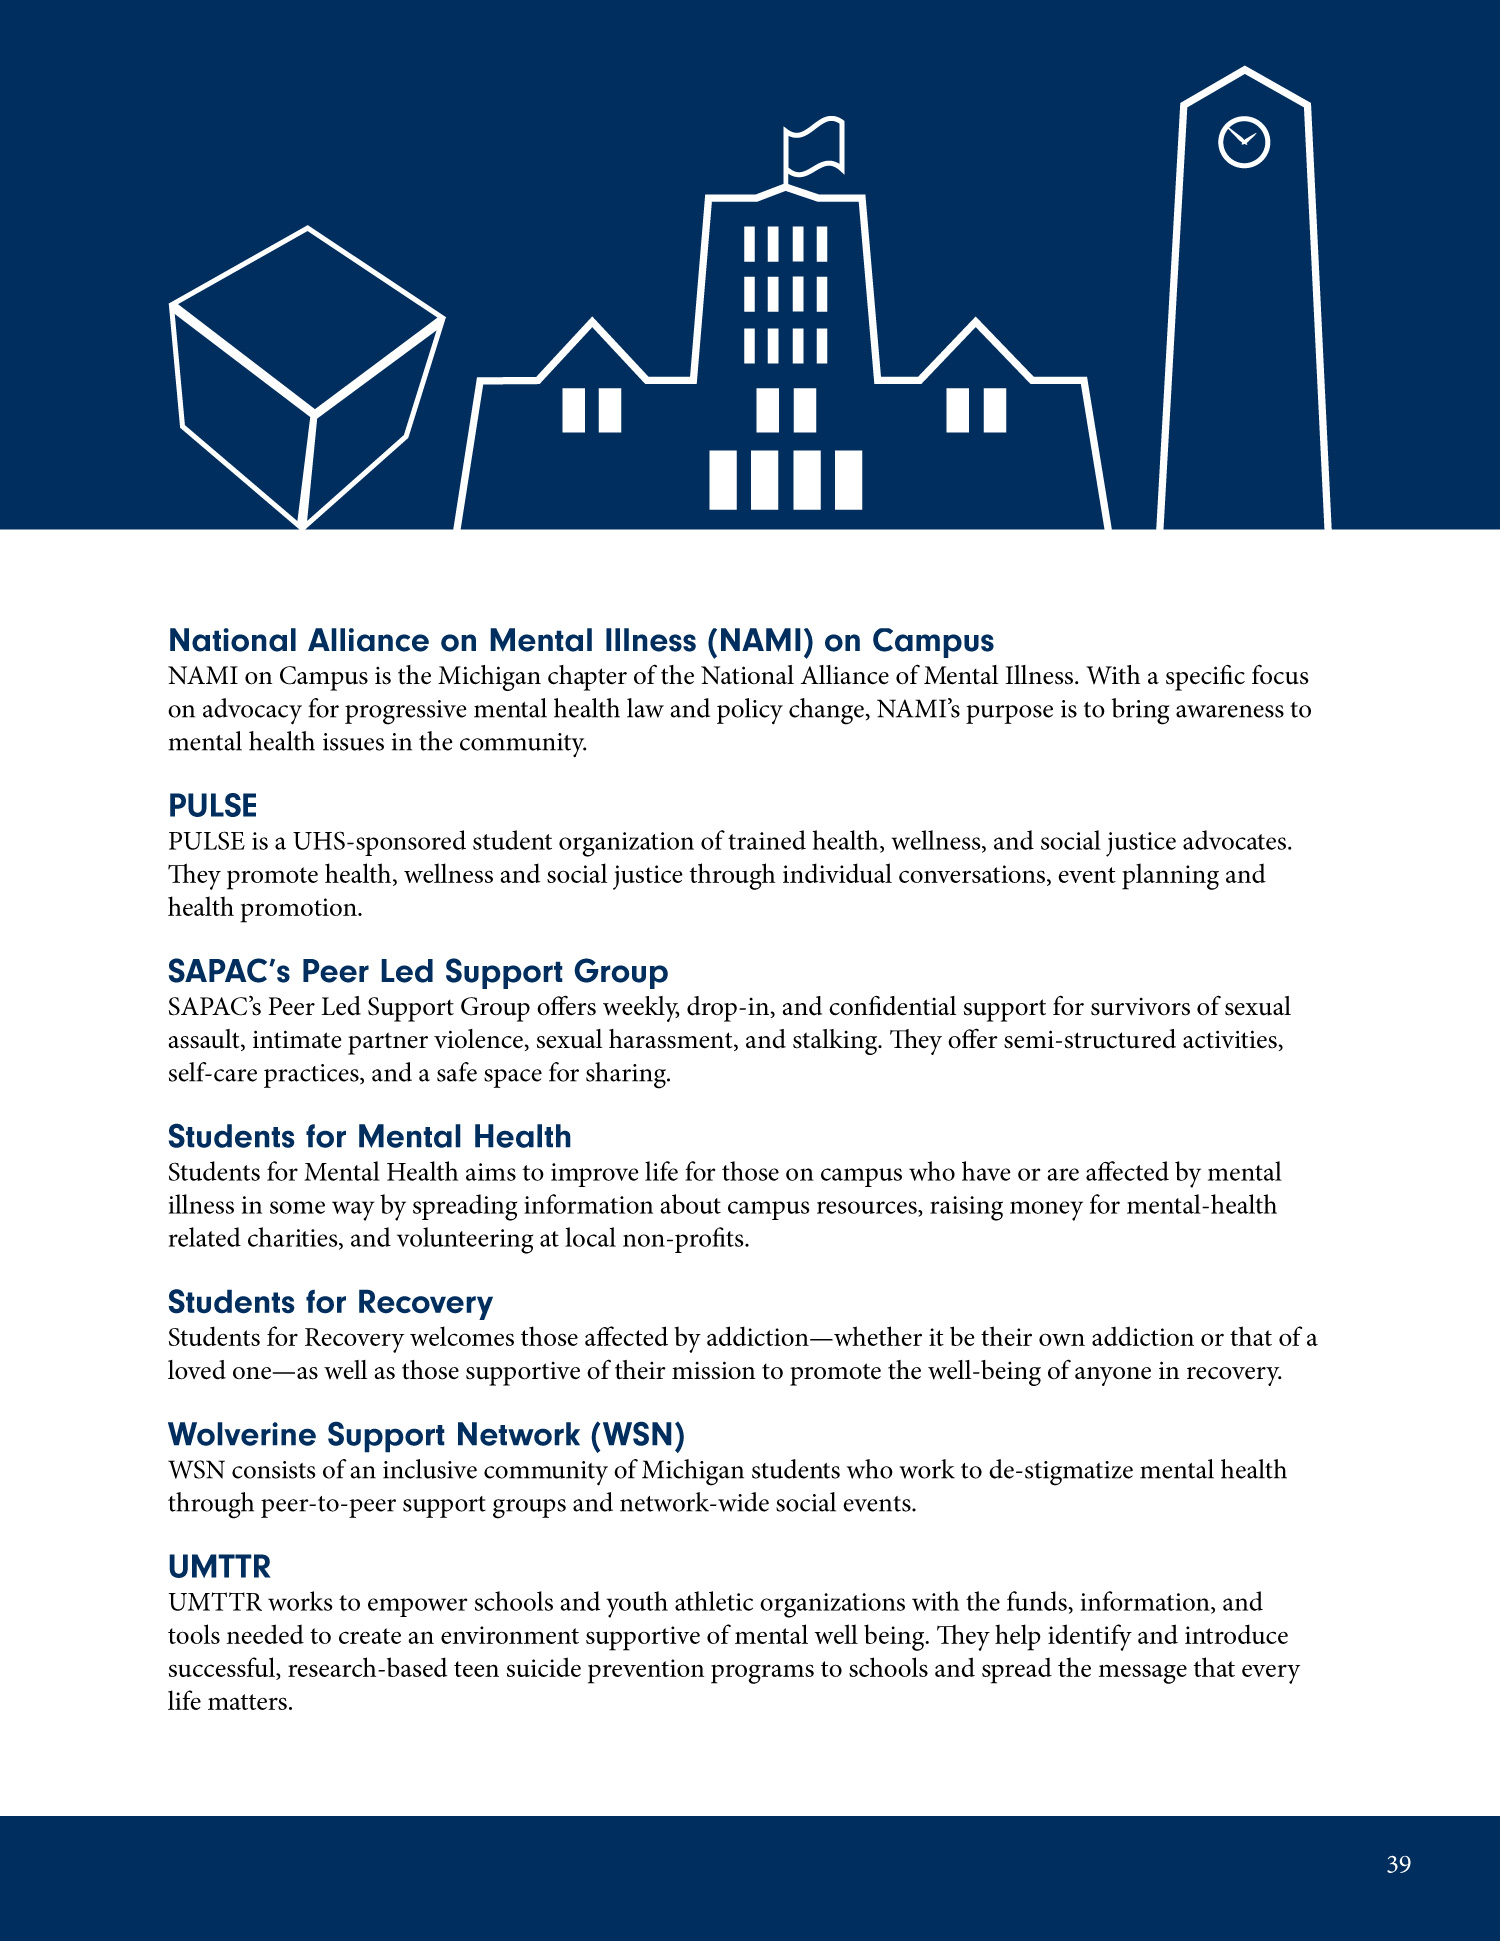 National Alliance on Mental Illness (NAMI) on Campus
NAMI on Campus is the Michigan chapter of the National Alliance of Mental Illness. With a specific focus
on advocacy for progressive mental health law and policy change, NAMI’s purpose is to bring awareness to
mental health issues in the community.
PULSE
PULSE is a UHS-sponsored student organization of trained health, wellness, and social justice advocates.
They promote health, wellness and social justice through individual conversations, event planning and
health promotion.
SAPAC’s Peer Led Support Group
SAPAC’s Peer Led Support Group offers weekly, drop-in, and confidential support for survivors of sexual
assault, intimate partner violence, sexual harassment, and stalking. They offer semi-structured activities,
self-care practices, and a safe space for sharing.
Students for Mental Health
Students for Mental Health aims to improve life for those on campus who have or are affected by mental
illness in some way by spreading information about campus resources, raising money for mental-health
related charities, and volunteering at local non-profits.
Students for Recovery
Students for Recovery welcomes those affected by addiction—whether it be their own addiction or that of a
loved one—as well as those supportive of their mission to promote the well-being of anyone in recovery.
Wolverine Support Network (WSN)
WSN consists of an inclusive community of Michigan students who work to de-stigmatize mental health
through peer-to-peer support groups and network-wide social events.
UMTTR
UMTTR works to empower schools and youth athletic organizations with the funds, information, and
tools needed to create an environment supportive of mental well being. They help identify and introduce
successful, research-based teen suicide prevention programs to schools and spread the message that every
life matters.
39